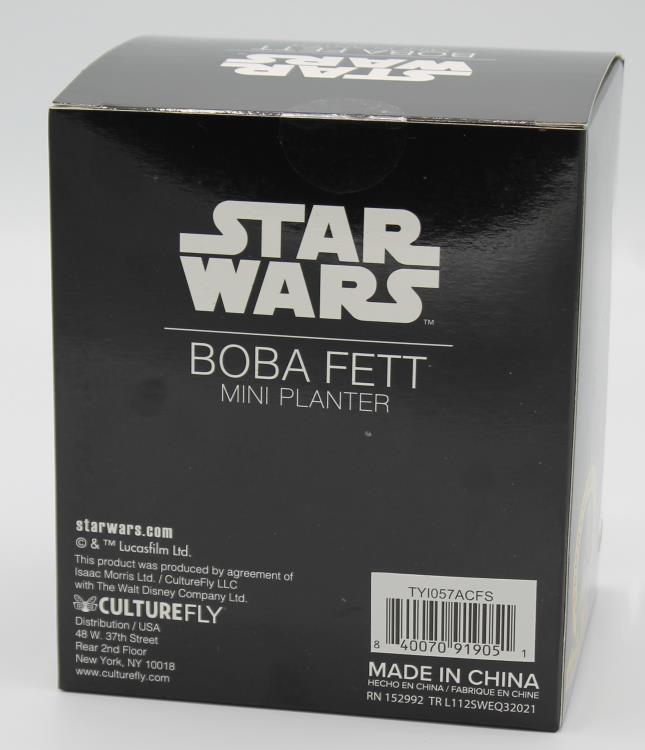 STAR
WARS
BOBA FETT
STAR
WARS™
BOBA FETT
MINI PLANTER
starwars.com
© & ™ Lucasfilm Ltd.
This product was produced by agreement of
Isaac Morris Ltd. / CultureFly LLC
with The Walt Disney Company Ltd.
CULTUREFLY
Distribution / USA
48 W. 37th Street
Rear 2nd Floor
New York, NY 10018
www.culturefly.com
TYI057ACFS
8 40070 91905 1
MADE IN CHINA
HECHO EN CHINA / FABRIQUE EN CHINE
RN 152992 TR L112SWEQ32021